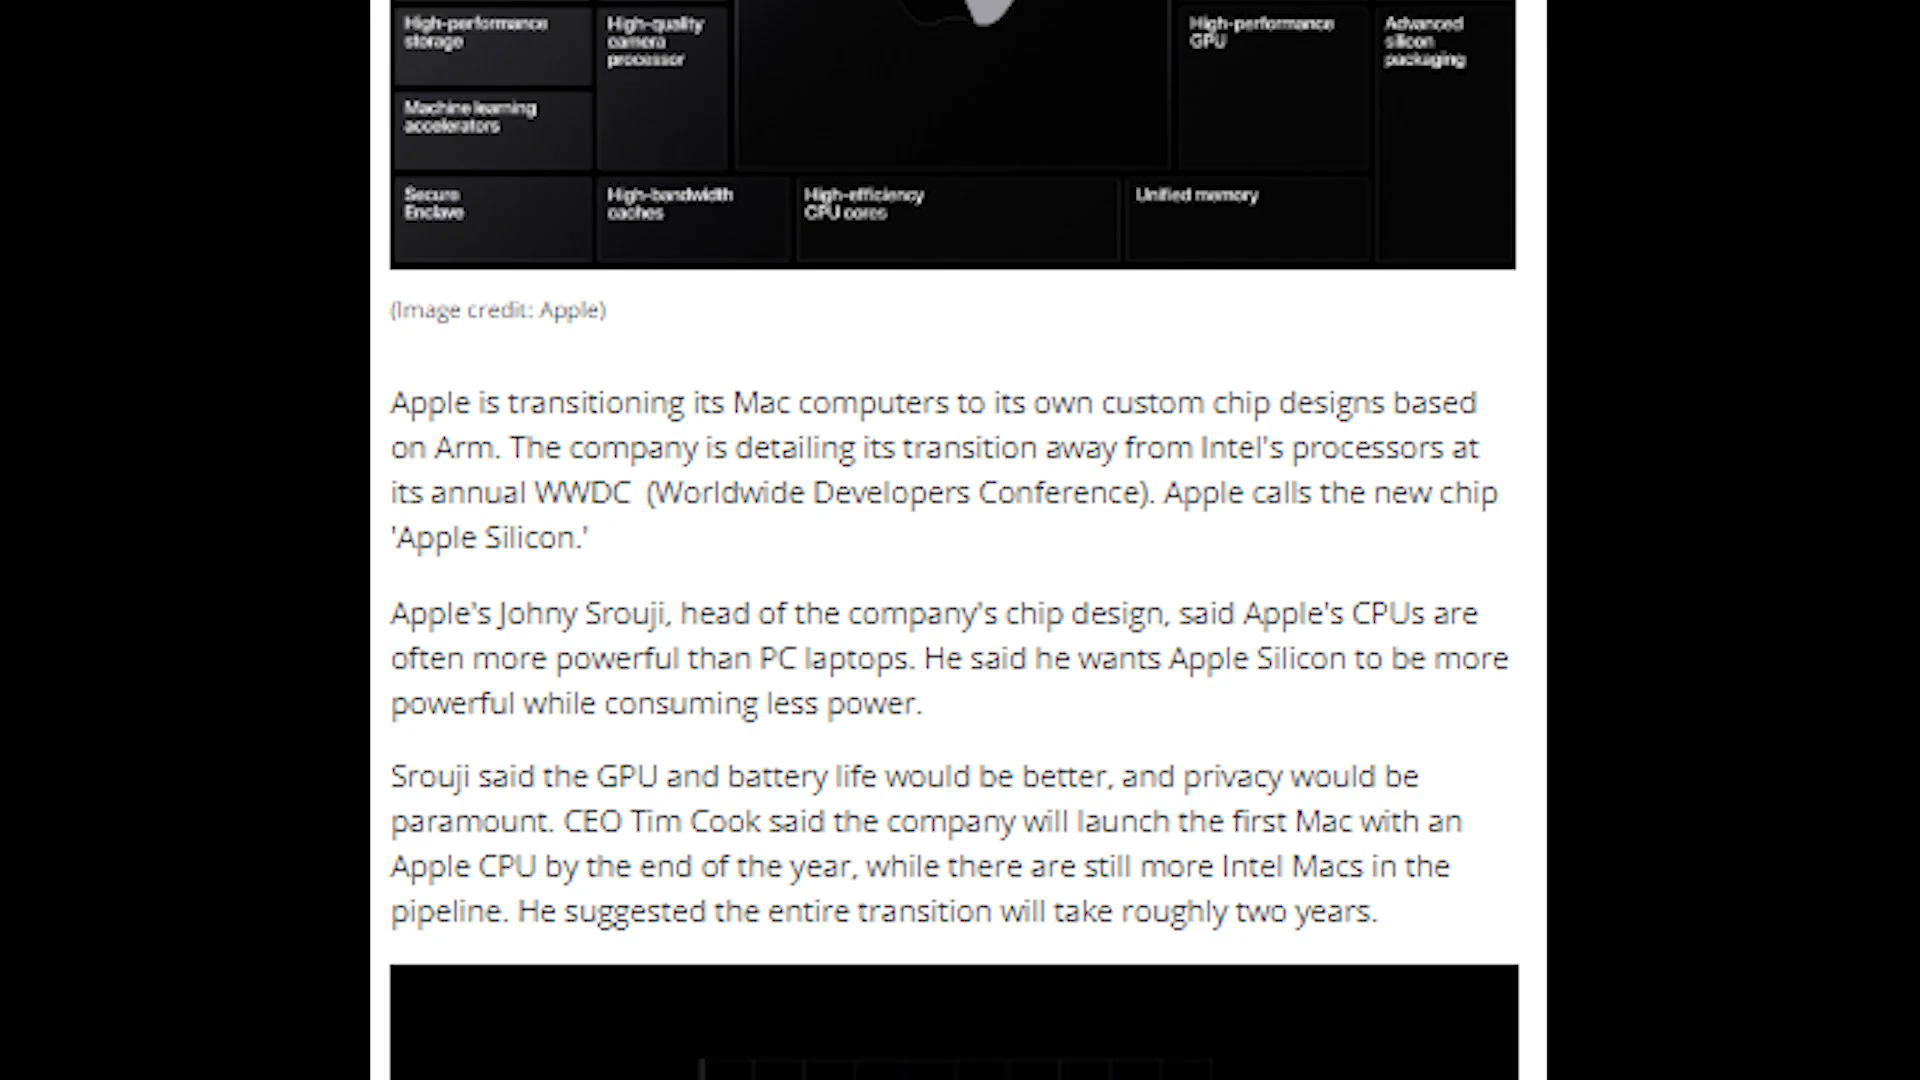 High-performance
storage
High-quality
camera
processor
High-performance
GPU
Advanced
silicon
packaging
Machine learning
accelerators
Secure
Enclave
High-bandwidth
caches
High-efficiency
CPU cores
Unified memory
(Image credit: Apple)
Apple is transitioning its Mac computers to its own custom chip designs based
on Arm. The company is detailing its transition away from Intel's processors at
its annual WWDC (Worldwide Developers Conference). Apple calls the new chip
'Apple Silicon.'
Apple's Johny Srouji, head of the company's chip design, said Apple's CPUs are
often more powerful than PC laptops. He said he wants Apple Silicon to be more
powerful while consuming less power.
Srouji said the GPU and battery life would be better, and privacy would be
paramount. CEO Tim Cook said the company will launch the first Mac with an
Apple CPU by the end of the year, while there are still more Intel Macs in the
pipeline. He suggested the entire transition will take roughly two years.